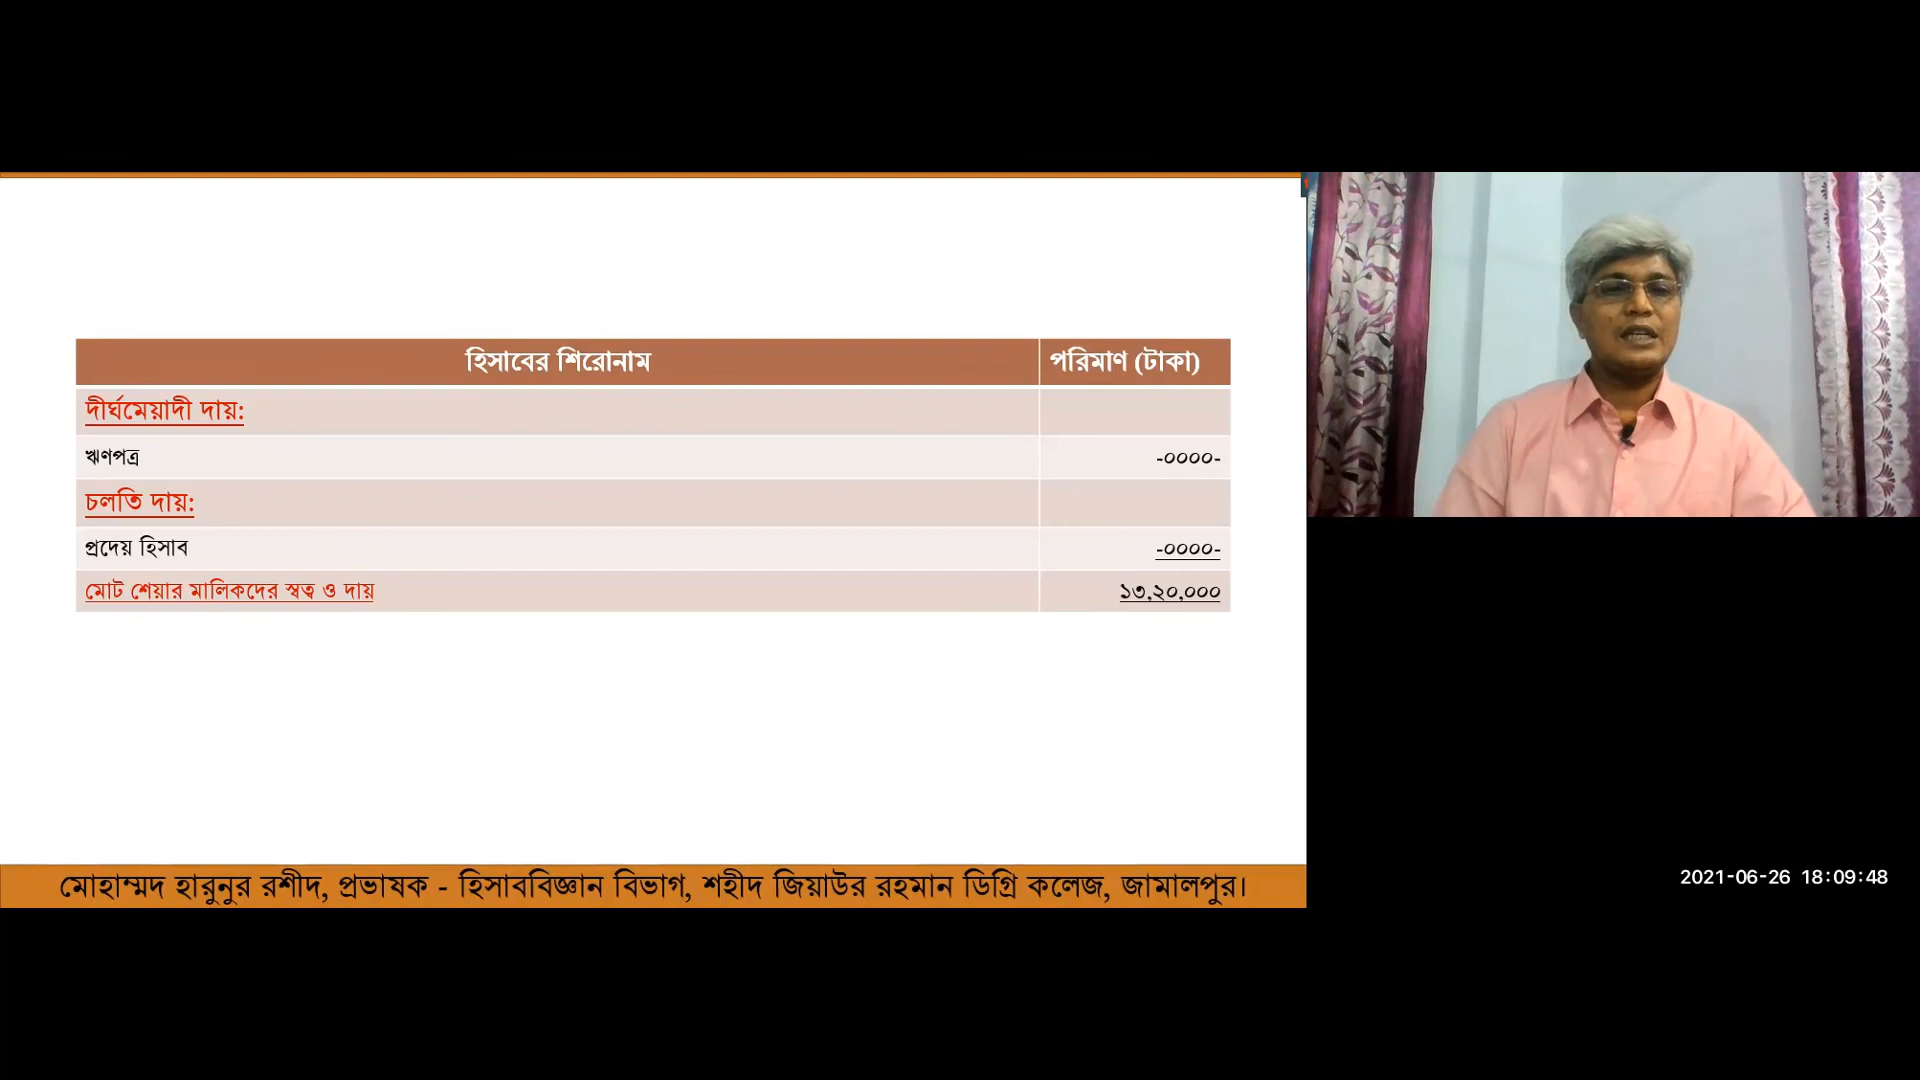 হিসাবের শিরোনাম পরিমাণ (টাকা)
দীর্ঘমেয়াদী দায়:
ঋণপত্র -০০০০-
চলতি দায়:
প্রদেয় হিসাব -০০০০-
মোট শেয়ার মালিকদের স্বত্ব ও দায় ১৩,২০,০০০
মোহাম্মদ হারুনুর রশীদ, প্রভাষক - হিসাববিজ্ঞান বিভাগ, শহীদ জিয়াউর রহমান ডিগ্রি কলেজ, জামালপুর।
2021-06-26 18:09:48